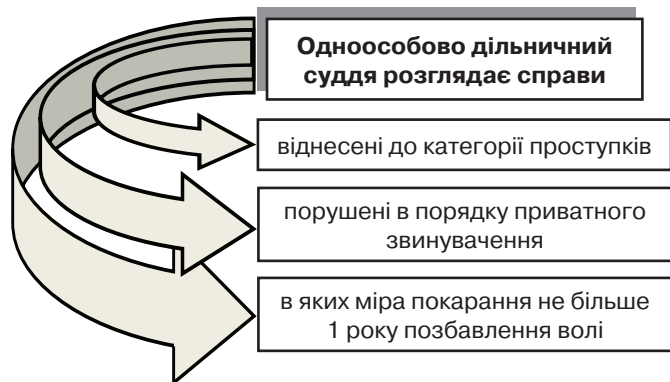 Одноособово дільничний
суддя розглядає справи
віднесені до категорії проступків
порушені в порядку приватного
звинувачення
в яких міра покарання не більше
1 року позбавлення волі